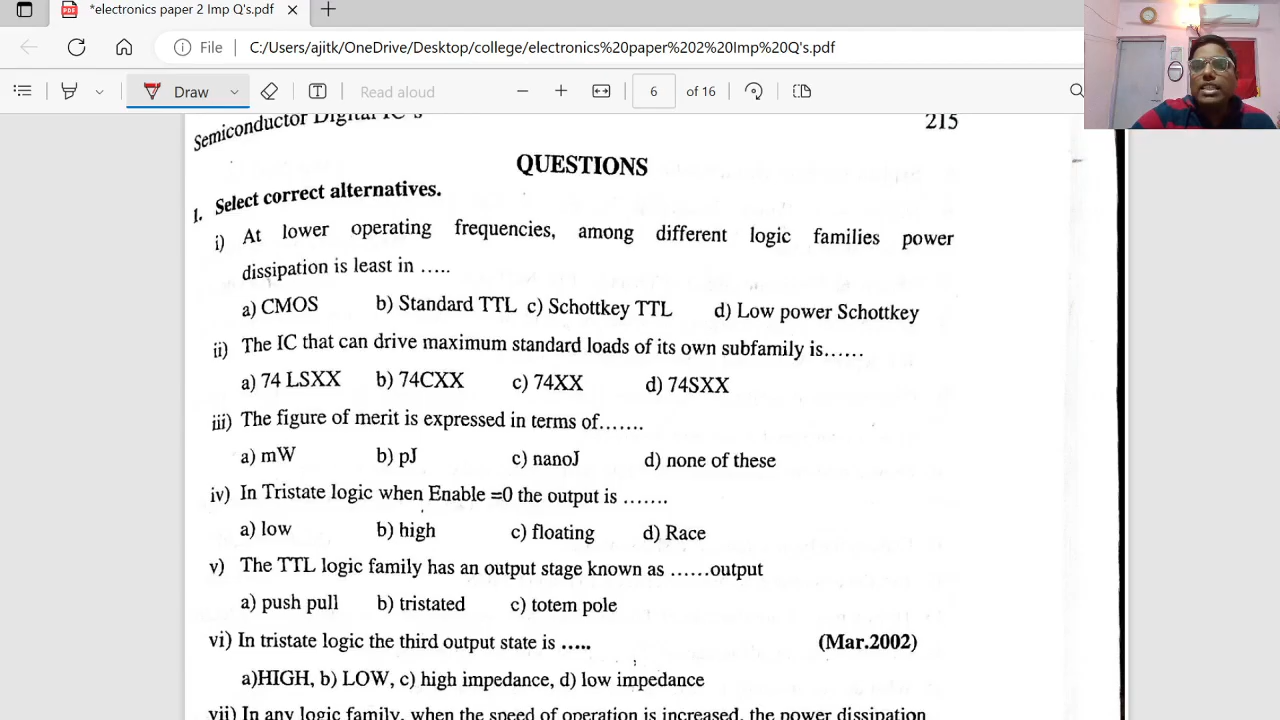 *electronics paper 2 Imp Q's.pdf
File C:/Users/ajitk/OneDrive/Desktop/college/electronics%20paper%202%20Imp%20Q's.pdf
Draw Read aloud 6 of 16
Semiconductor Digital IC's 215
QUESTIONS
1. Select correct alternatives.
i) At lower operating frequencies, among different logic families power
dissipation is least in .....
a) CMOS b) Standard TTL c) Schottkey TTL d) Low power Schottkey
ii) The IC that can drive maximum standard loads of its own subfamily is......
a) 74 LSXX b) 74CXX c) 74XX d) 74SXX
iii) The figure of merit is expressed in terms of.......
a) mW b) pJ c) nanoJ d) none of these
iv) In Tristate logic when Enable =0 the output is .......
a) low b) high c) floating d) Race
v) The TTL logic family has an output stage known as ......output
a) push pull b) tristated c) totem pole
vi) In tristate logic the third output state is ..... (Mar.2002)
a)HIGH, b) LOW, c) high impedance, d) low impedance
vii) In any logic family, when the speed of operation is increased, the power dissipation